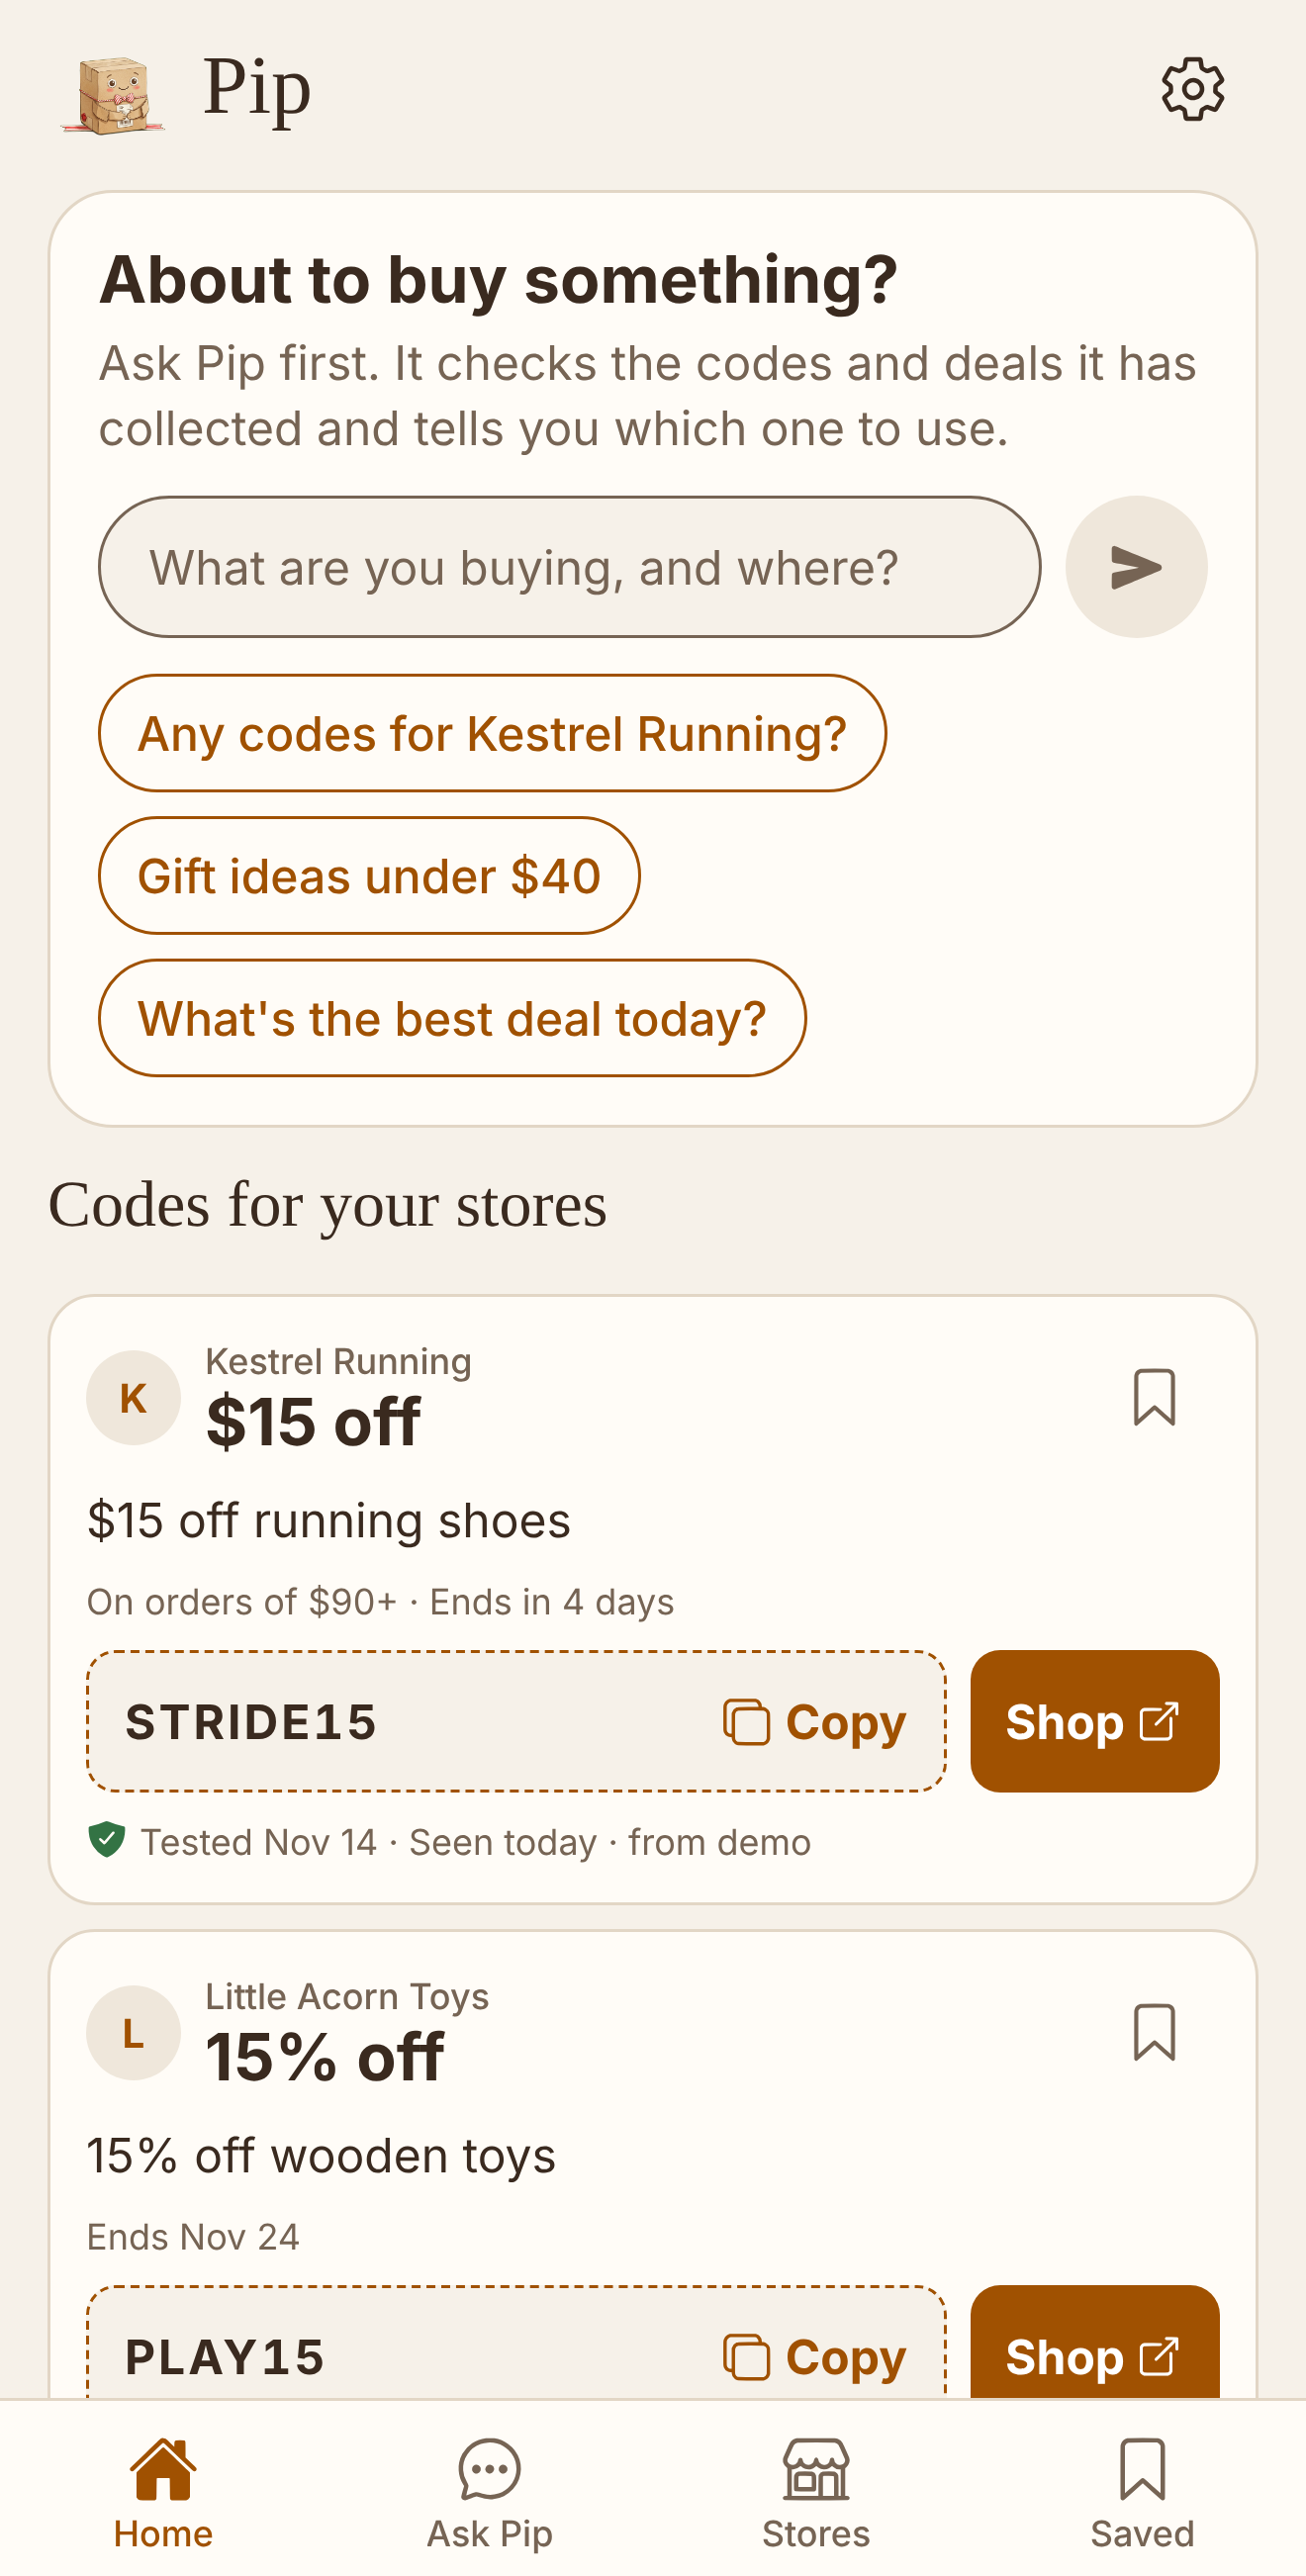 Pip
About to buy something?
Ask Pip first. It checks the codes and deals it has
collected and tells you which one to use.
What are you buying, and where?
Any codes for Kestrel Running?
Gift ideas under $40
What's the best deal today?
Codes for your stores
K
Kestrel Running
$15 off
$15 off running shoes
On orders of $90+ · Ends in 4 days
STRIDE15
Copy
Shop
Tested Nov 14 · Seen today · from demo
L
Little Acorn Toys
15% off
15% off wooden toys
Ends Nov 24
PLAY15
Copy
Shop
Home
Ask Pip
Stores
Saved